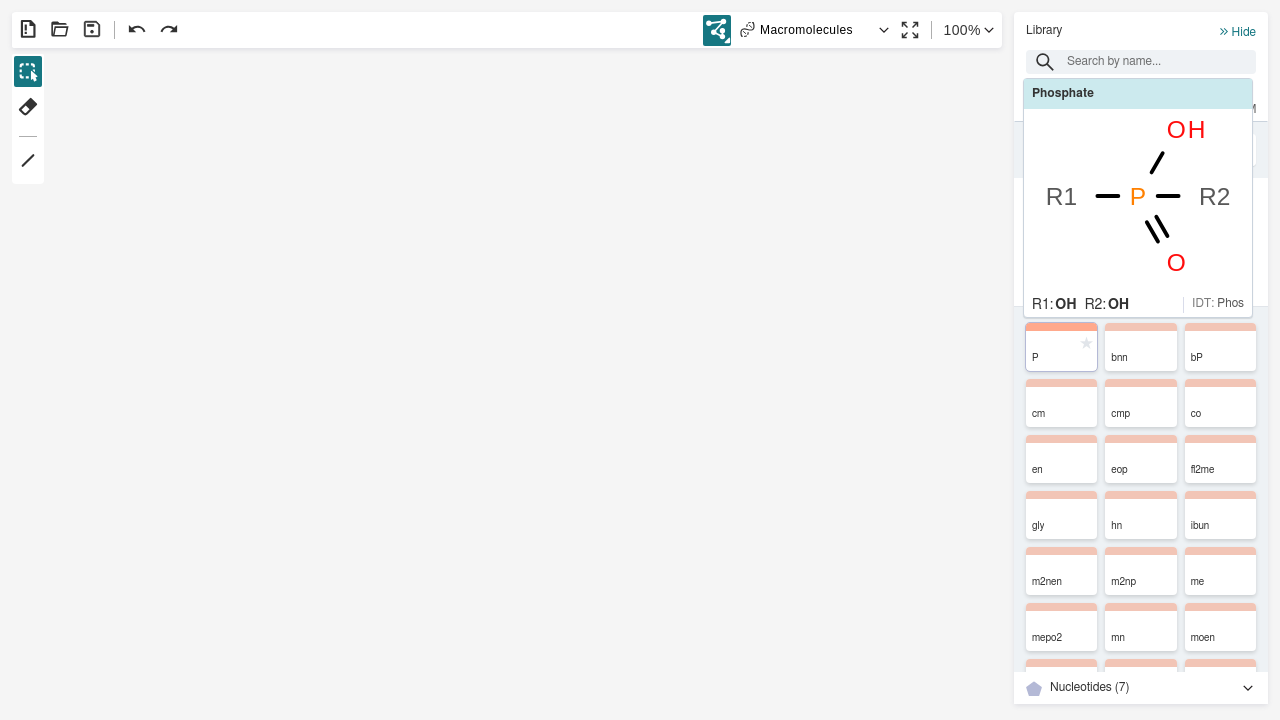 Macromolecules
100%
Library
Hide
Search by name...
Phosphate
OH
R1 P R2
O
R1: OH R2: OH IDT: Phos
P bnn bP
cm cmp co
en eop fl2me
gly hn ibun
m2nen m2np me
mepo2 mn moen
Nucleotides (7)